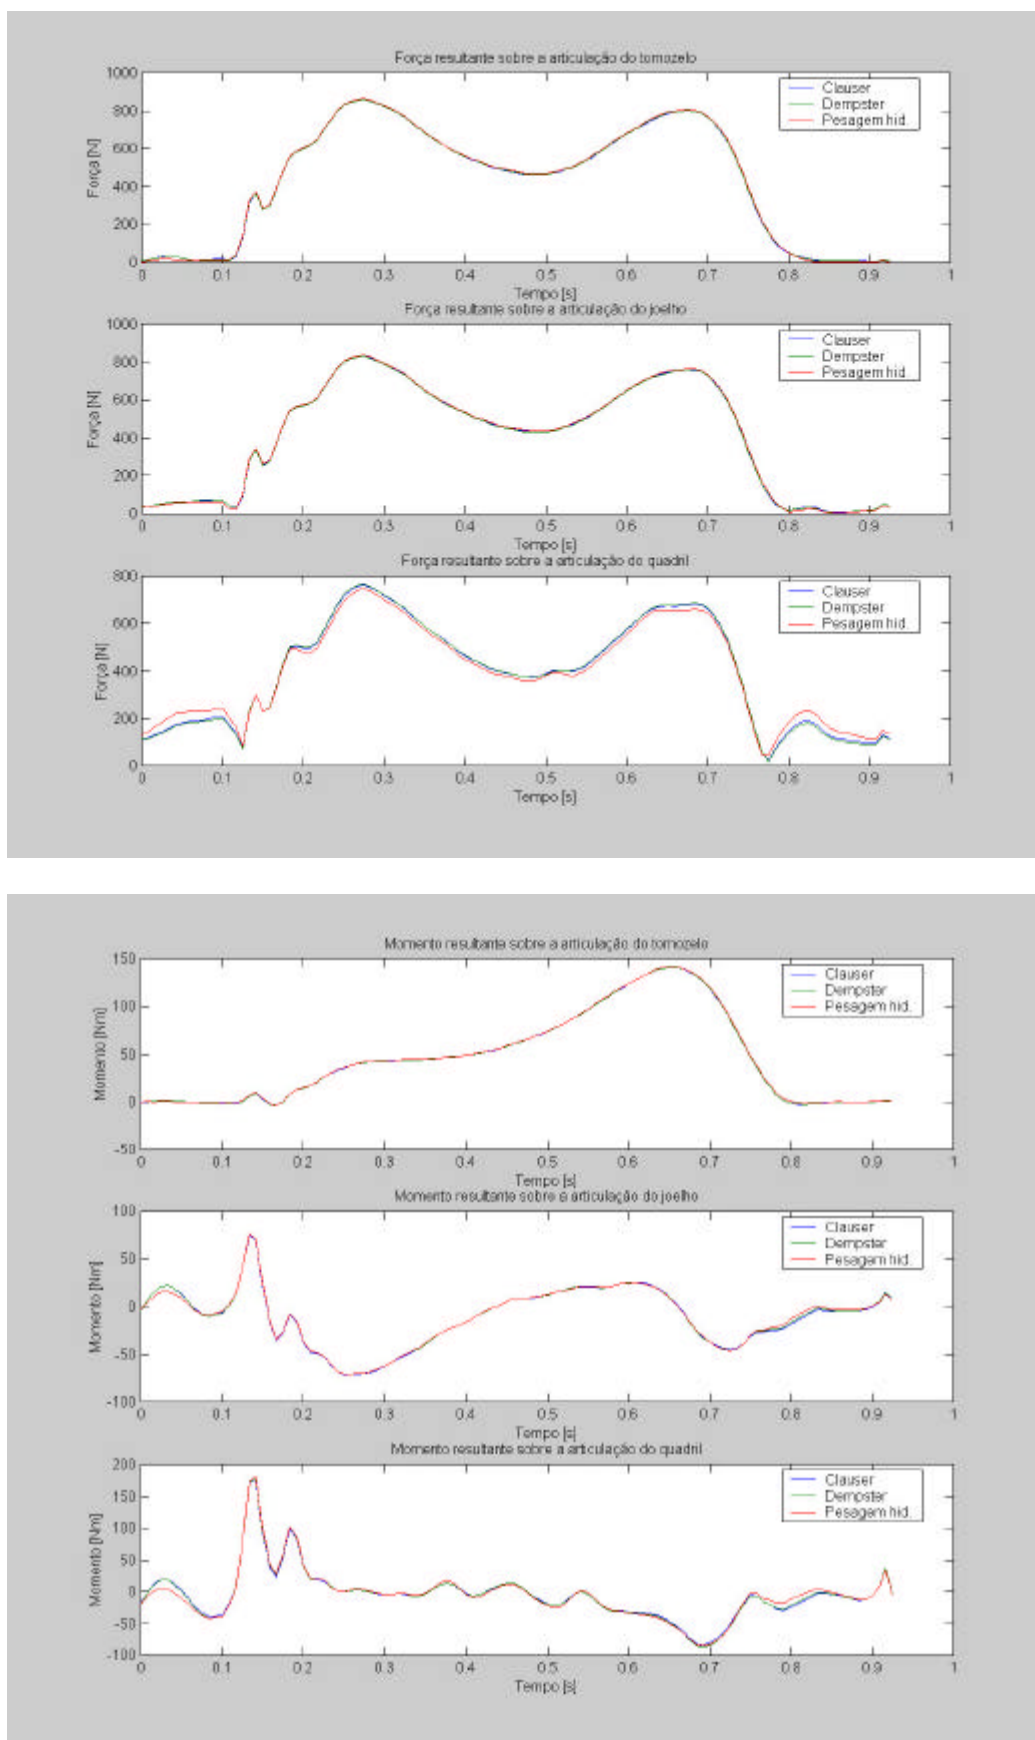 Força resultante sobre a articulação do tornozelo
1000
800
600
400
200
0
Força [N]
Clauser
Dempster
Pesagem hid.
0 0.1 0.2 0.3 0.4 0.5 0.6 0.7 0.8 0.9 1
Tempo [s]
Força resultante sobre a articulação do joelho
1000
800
600
400
200
0
Força [N]
Clauser
Dempster
Pesagem hid.
0 0.1 0.2 0.3 0.4 0.5 0.6 0.7 0.8 0.9 1
Tempo [s]
Força resultante sobre a articulação do quadril
800
600
400
200
0
Força [N]
Clauser
Dempster
Pesagem hid.
0 0.1 0.2 0.3 0.4 0.5 0.6 0.7 0.8 0.9 1
Tempo [s]
Momento resultante sobre a articulação do tornozelo
150
100
50
0
-50
Momento [Nm]
Clauser
Dempster
Pesagem hid.
0 0.1 0.2 0.3 0.4 0.5 0.6 0.7 0.8 0.9 1
Tempo [s]
Momento resultante sobre a articulação do joelho
100
50
0
-50
-100
Momento [Nm]
Clauser
Dempster
Pesagem hid.
0 0.1 0.2 0.3 0.4 0.5 0.6 0.7 0.8 0.9 1
Tempo [s]
Momento resultante sobre a articulação do quadril
200
150
100
50
0
-50
-100
Momento [Nm]
Clauser
Dempster
Pesagem hid.
0 0.1 0.2 0.3 0.4 0.5 0.6 0.7 0.8 0.9 1
Tempo [s]